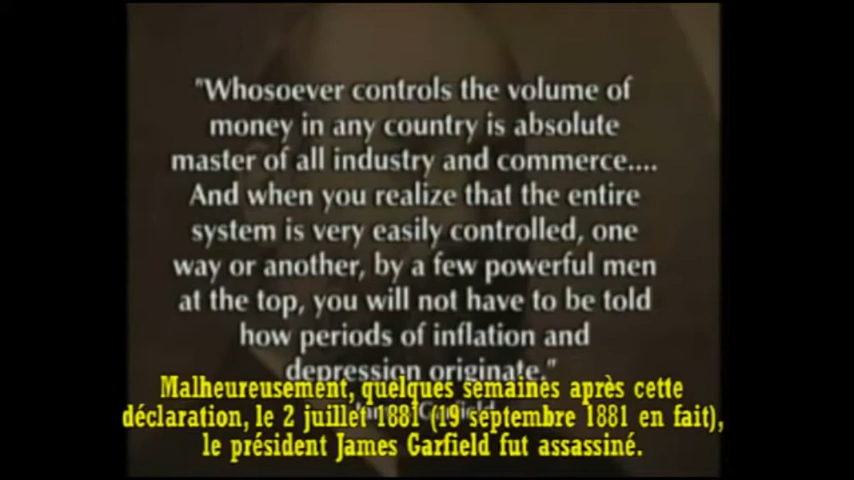 "Whosoever controls the volume of
money in any country is absolute
master of all industry and commerce....
And when you realize that the entire
system is very easily controlled, one
way or another, by a few powerful men
at the top, you will not have to be told
how periods of inflation and
depression originate."
Garfield
Malheureusement, quelques semaines après cette
déclaration, le 2 juillet 1881 (19 septembre 1881 en fait),
le président James Garfield fut assassiné.